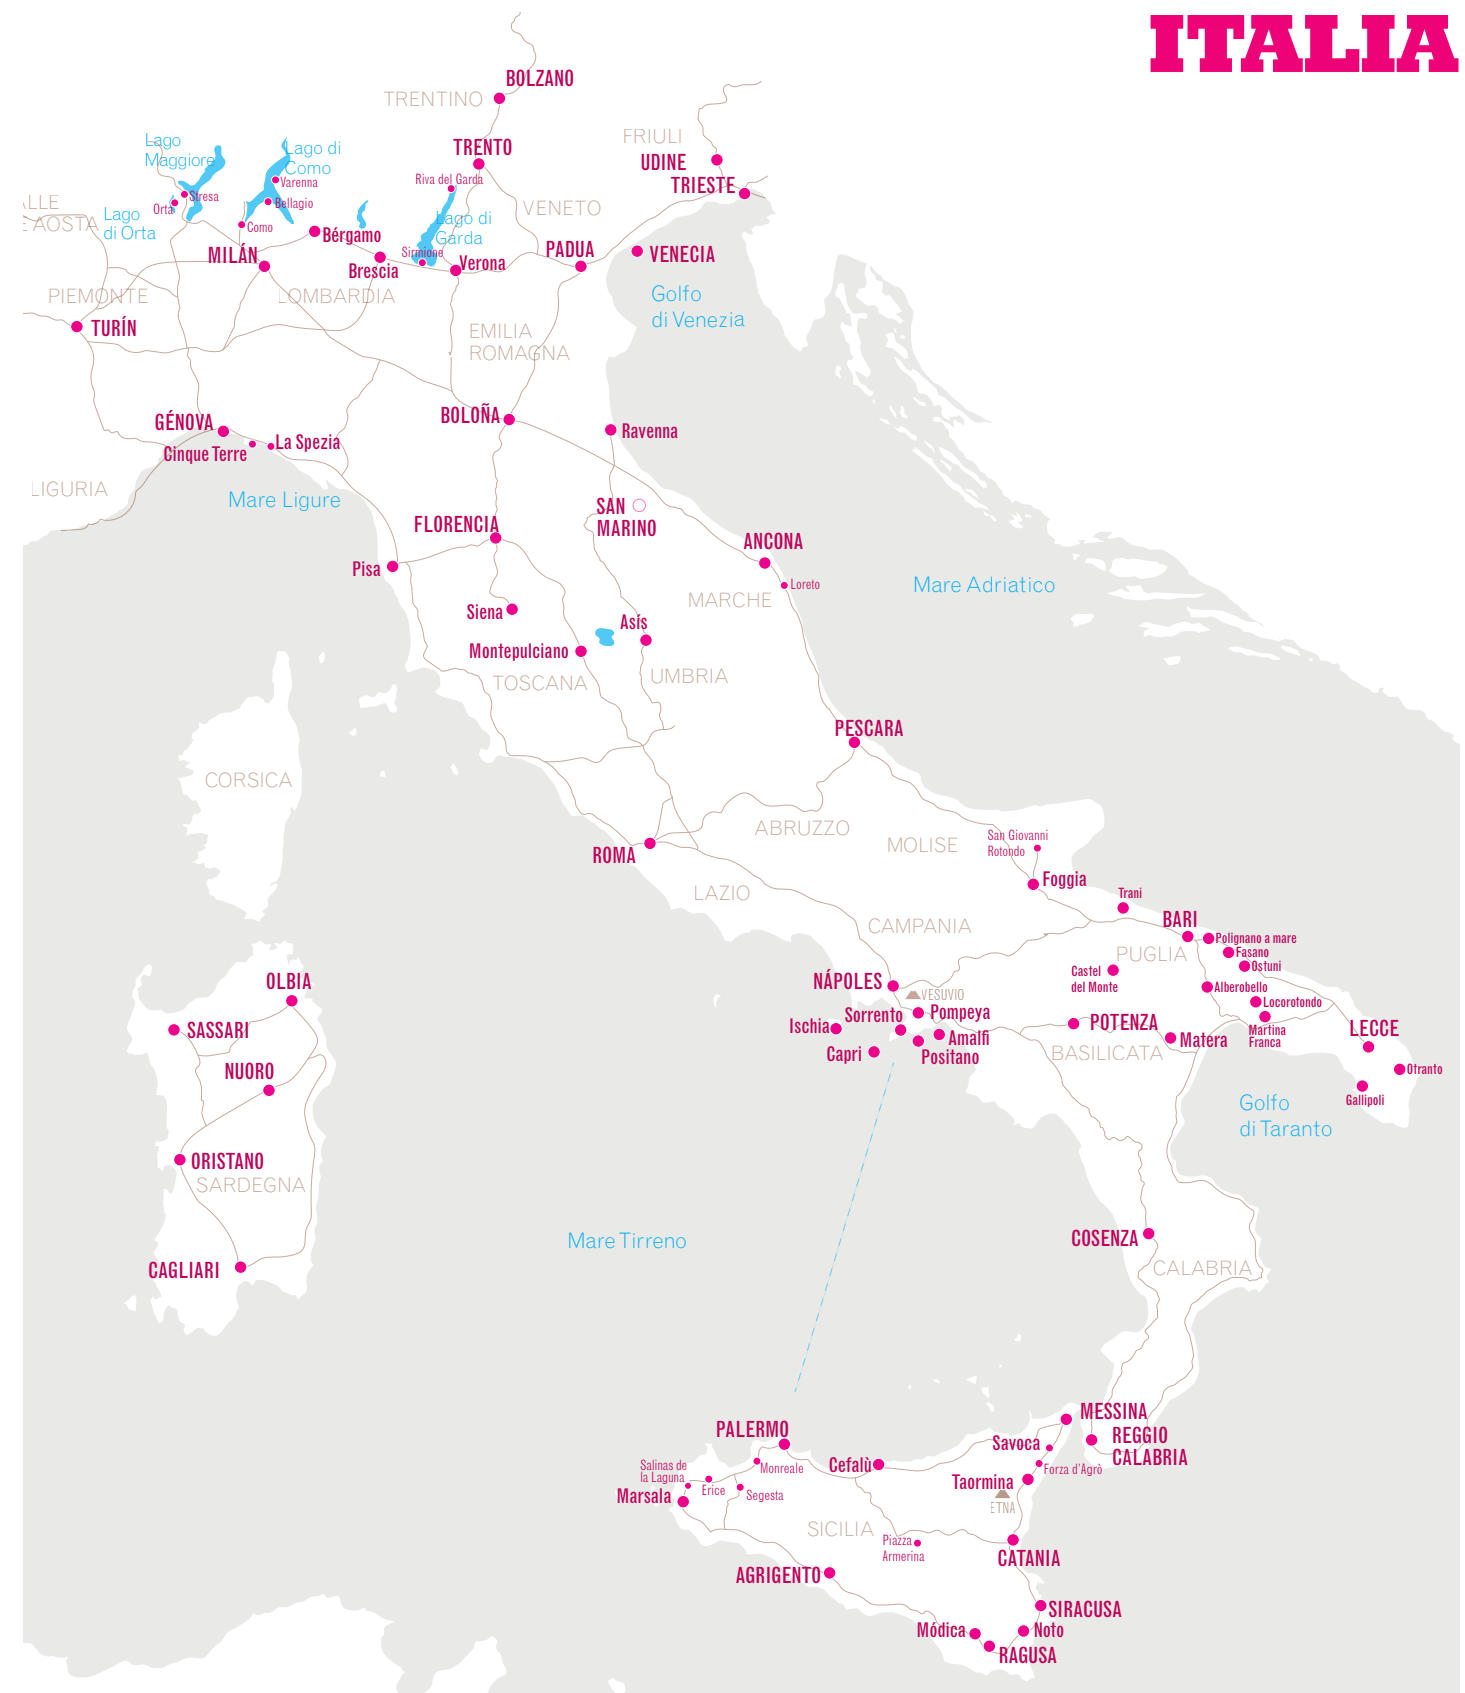 ITALIA
BOLZANO
TRENTINO
FRIULI
Lago
Maggiore
Lago di
Como
TRENTO
UDINE
TRIESTE
Varenna
Riva del Garda
Stresa
Orta
Bellagio
AOSTA
Lago
di Orta
Como
VENETO
Lago di
Garda
Bérgamo
MILÁN
Sirmione
PADUA
VENECIA
Brescia
Verona
PIEMONTE
LOMBARDIA
Golfo
di Venezia
TURÍN
EMILIA
ROMAGNA
GÉNOVA
BOLOÑA
Ravenna
La Spezia
Cinque Terre
LIGURIA
Mare Ligure
SAN
MARINO
FLORENCIA
ANCONA
Pisa
Loreto
Mare Adriatico
MARCHE
Siena
Asís
Montepulciano
UMBRIA
TOSCANA
PESCARA
CORSICA
ABRUZZO
MOLISE
San Giovanni
Rotondo
ROMA
Foggia
LAZIO
Trani
CAMPANIA
BARI
Polignano a mare
PUGLIA
Fasano
Ostuni
Castel
del Monte
OLBIA
NÁPOLES
Alberobello
VESUVIO
Locorotondo
Pompeya
Sorrento
Ischia
SASSARI
POTENZA
Martina
Franca
LECCE
Amalfi
Matera
Capri
Positano
BASILICATA
NUORO
Otranto
Golfo
di Taranto
Gallipoli
ORISTANO
SARDEGNA
COSENZA
Mare Tirreno
CALABRIA
CAGLIARI
MESSINA
PALERMO
REGGIO
CALABRIA
Savoca
Salinas de
la Laguna
Monreale
Cefalù
Forza d'Agrò
Taormina
Erice
Segesta
Marsala
ETNA
SICILIA
Piazza
Armerina
CATANIA
AGRIGENTO
SIRACUSA
Módica
Noto
RAGUSA